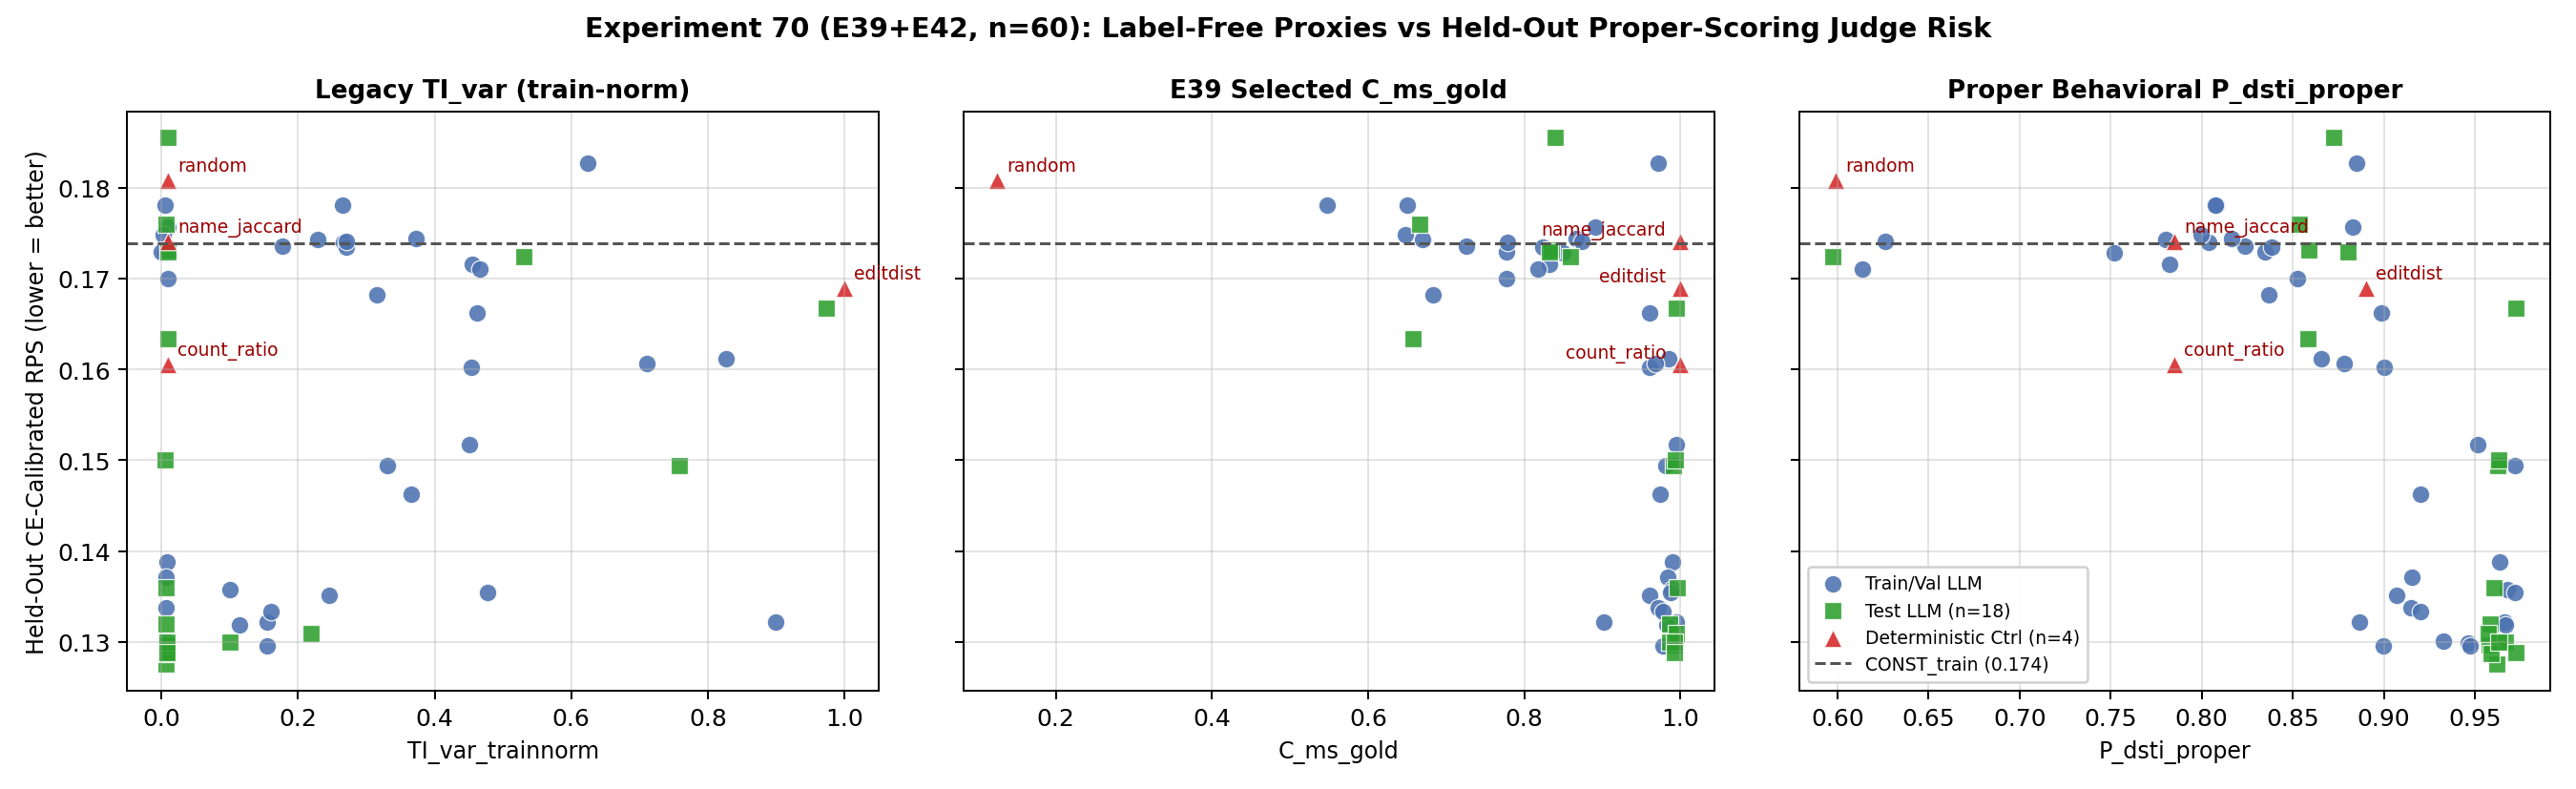 Experiment 70 (E39+E42, n=60): Label-Free Proxies vs Held-Out Proper-Scoring Judge Risk
Legacy TI_var (train-norm)
Held-Out CE-Calibrated RPS (lower = better)
0.18
0.17
0.16
0.15
0.14
0.13
random
name_jaccard
editdist
count_ratio
0.0 0.2 0.4 0.6 0.8 1.0
TI_var_trainnorm
E39 Selected C_ms_gold
random
name_jaccard
editdist
count_ratio
0.2 0.4 0.6 0.8 1.0
C_ms_gold
Proper Behavioral P_dsti_proper
random
name_jaccard
editdist
count_ratio
Train/Val LLM
Test LLM (n=18)
Deterministic Ctrl (n=4)
CONST_train (0.174)
0.60 0.65 0.70 0.75 0.80 0.85 0.90 0.95
P_dsti_proper